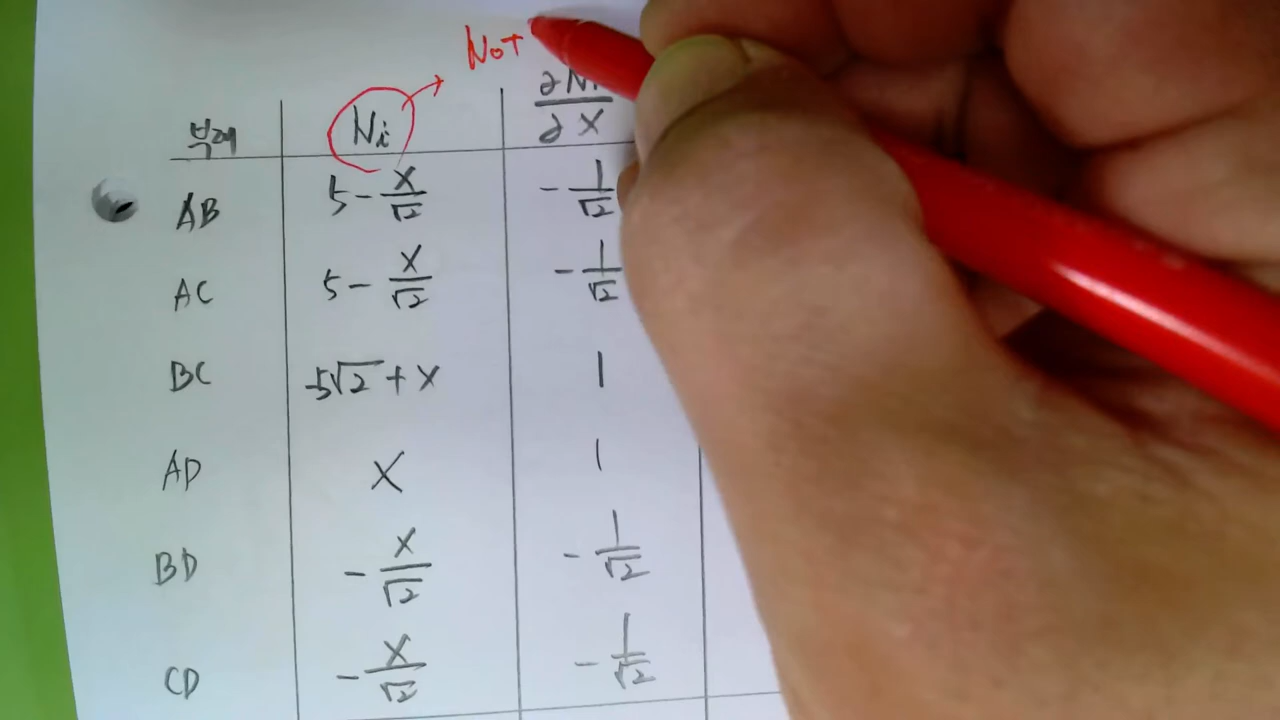 Not
부재 Ni ∂Ni/∂X
AB 5-X/√2 -1/√2
AC 5-X/√2 -1/√2
BC -5√2+X 1
AD X 1
BD -X/√2 -1/√2
CD -X/√2 -1/√2